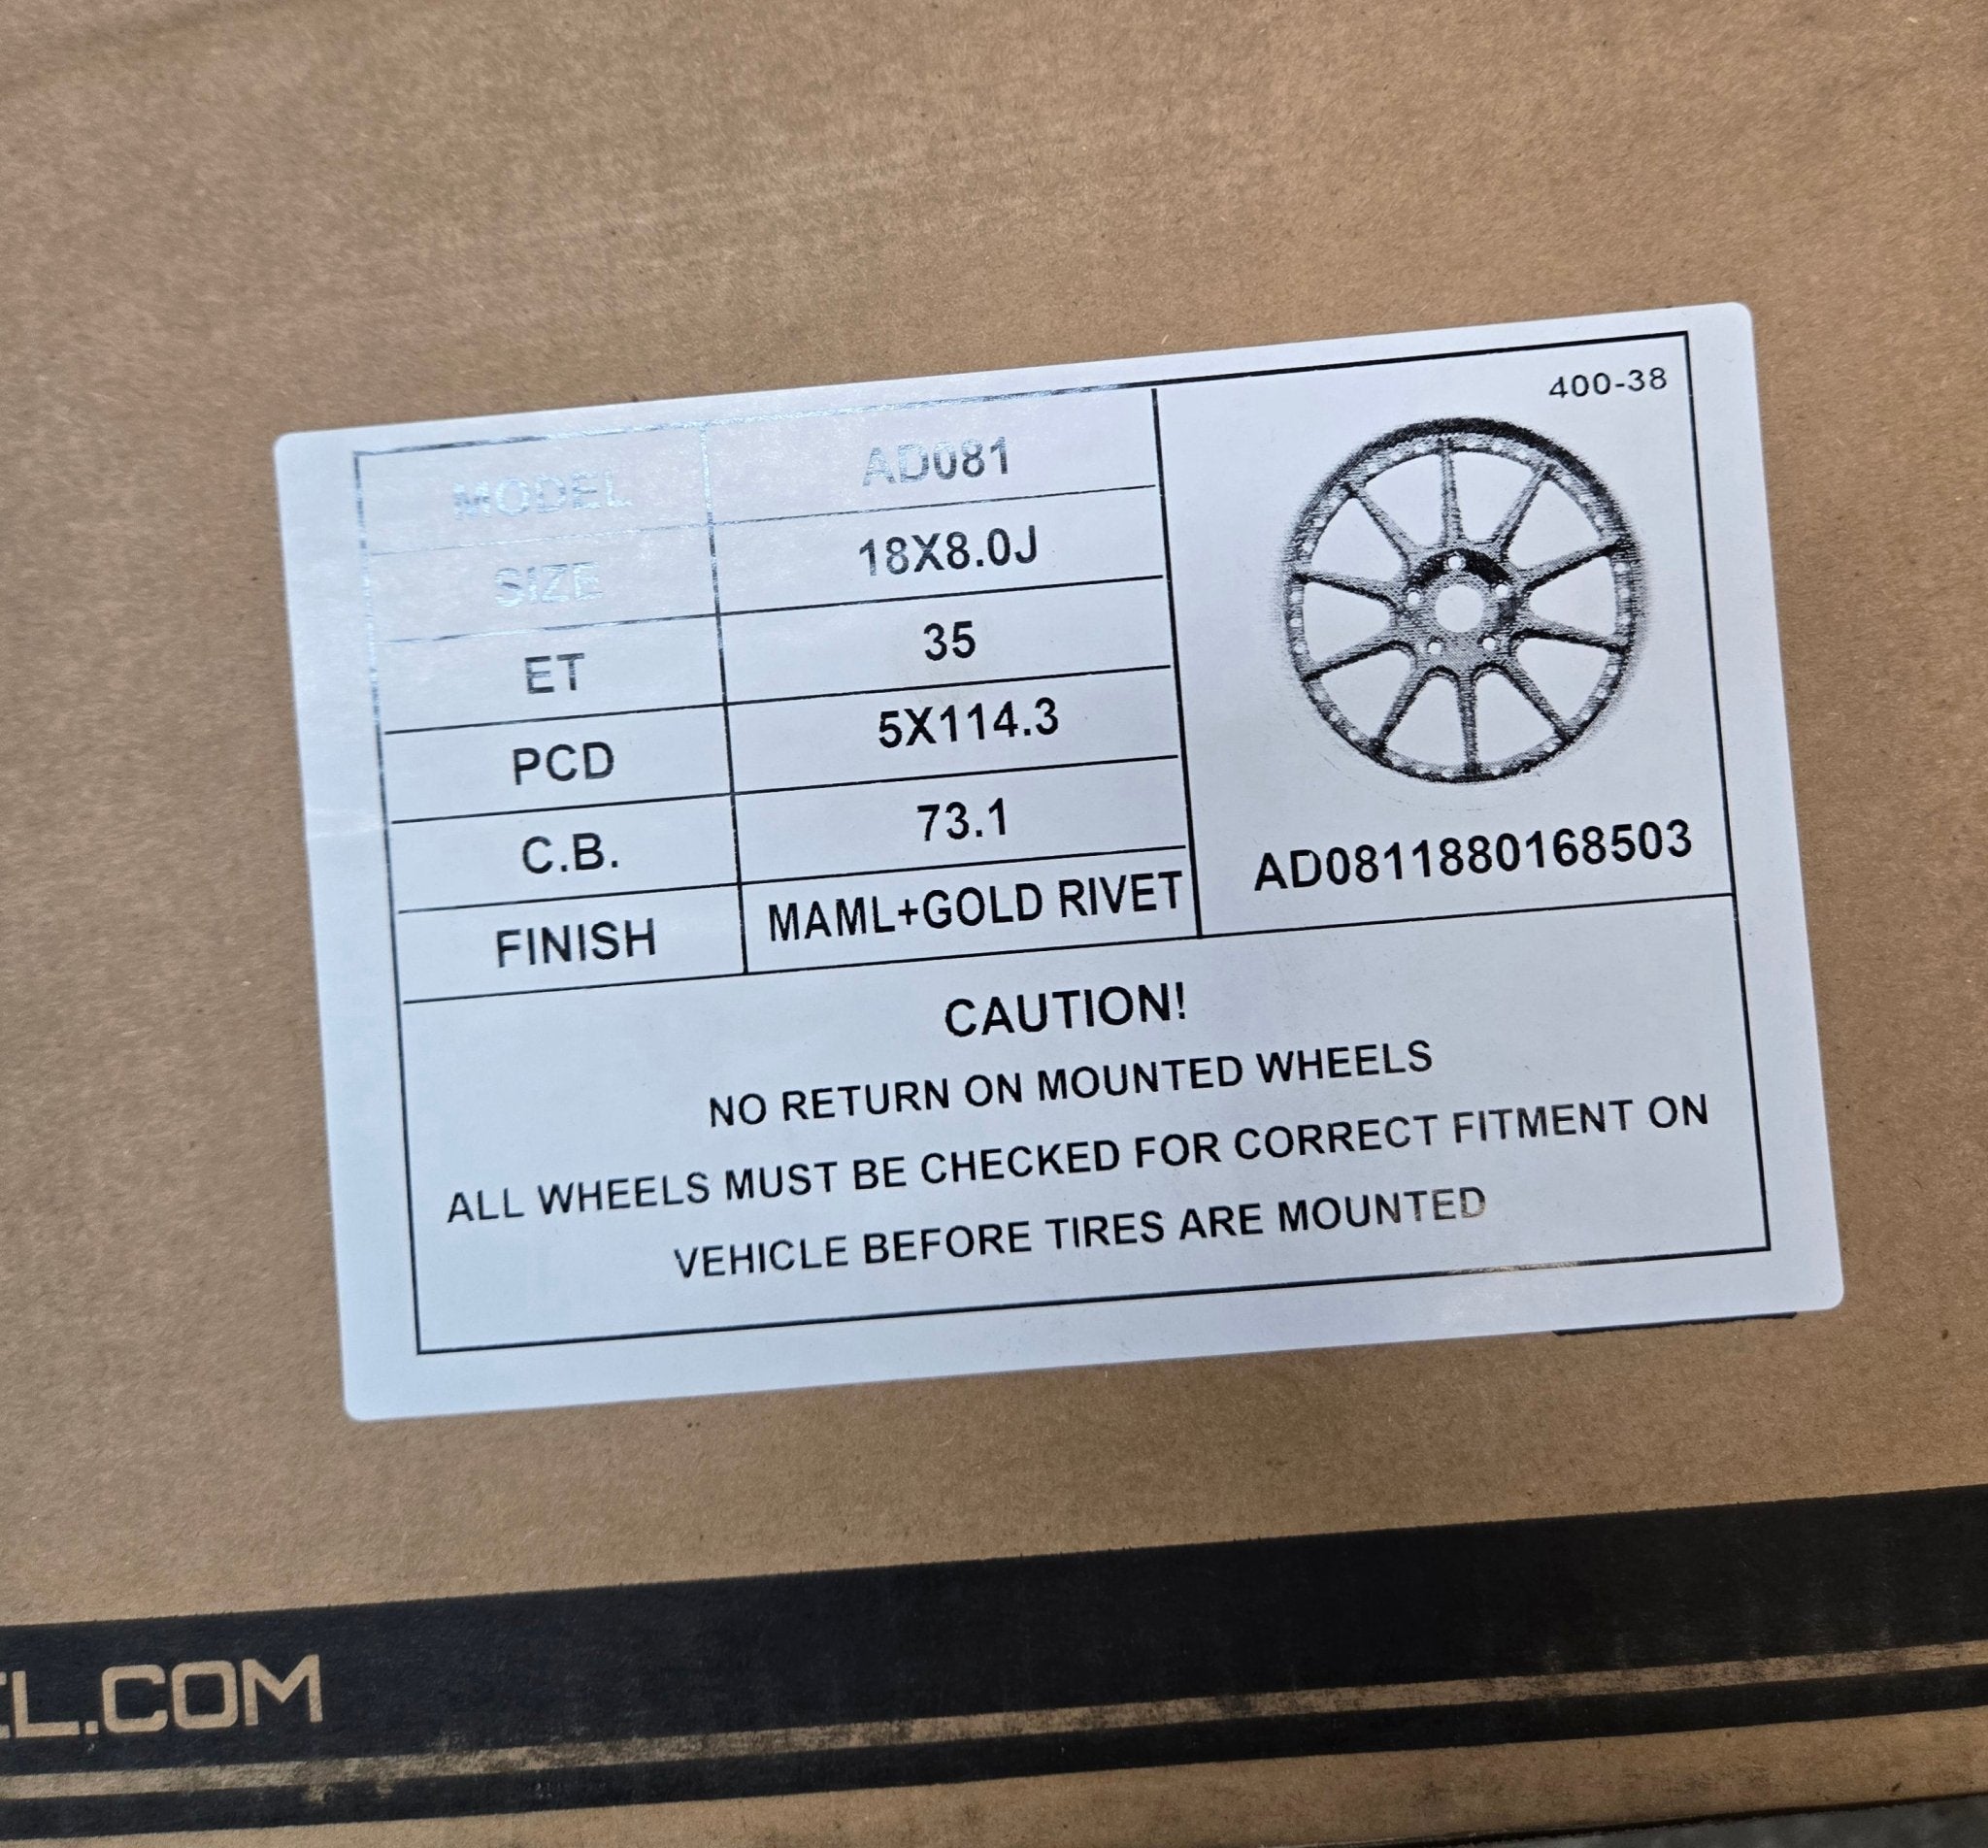 400-38
MODEL AD081
SIZE 18X8.0J
ET 35
PCD 5X114.3
C.B. 73.1
FINISH MAML+GOLD RIVET
AD0811880168503
CAUTION!
NO RETURN ON MOUNTED WHEELS
ALL WHEELS MUST BE CHECKED FOR CORRECT FITMENT ON
VEHICLE BEFORE TIRES ARE MOUNTED
L.COM